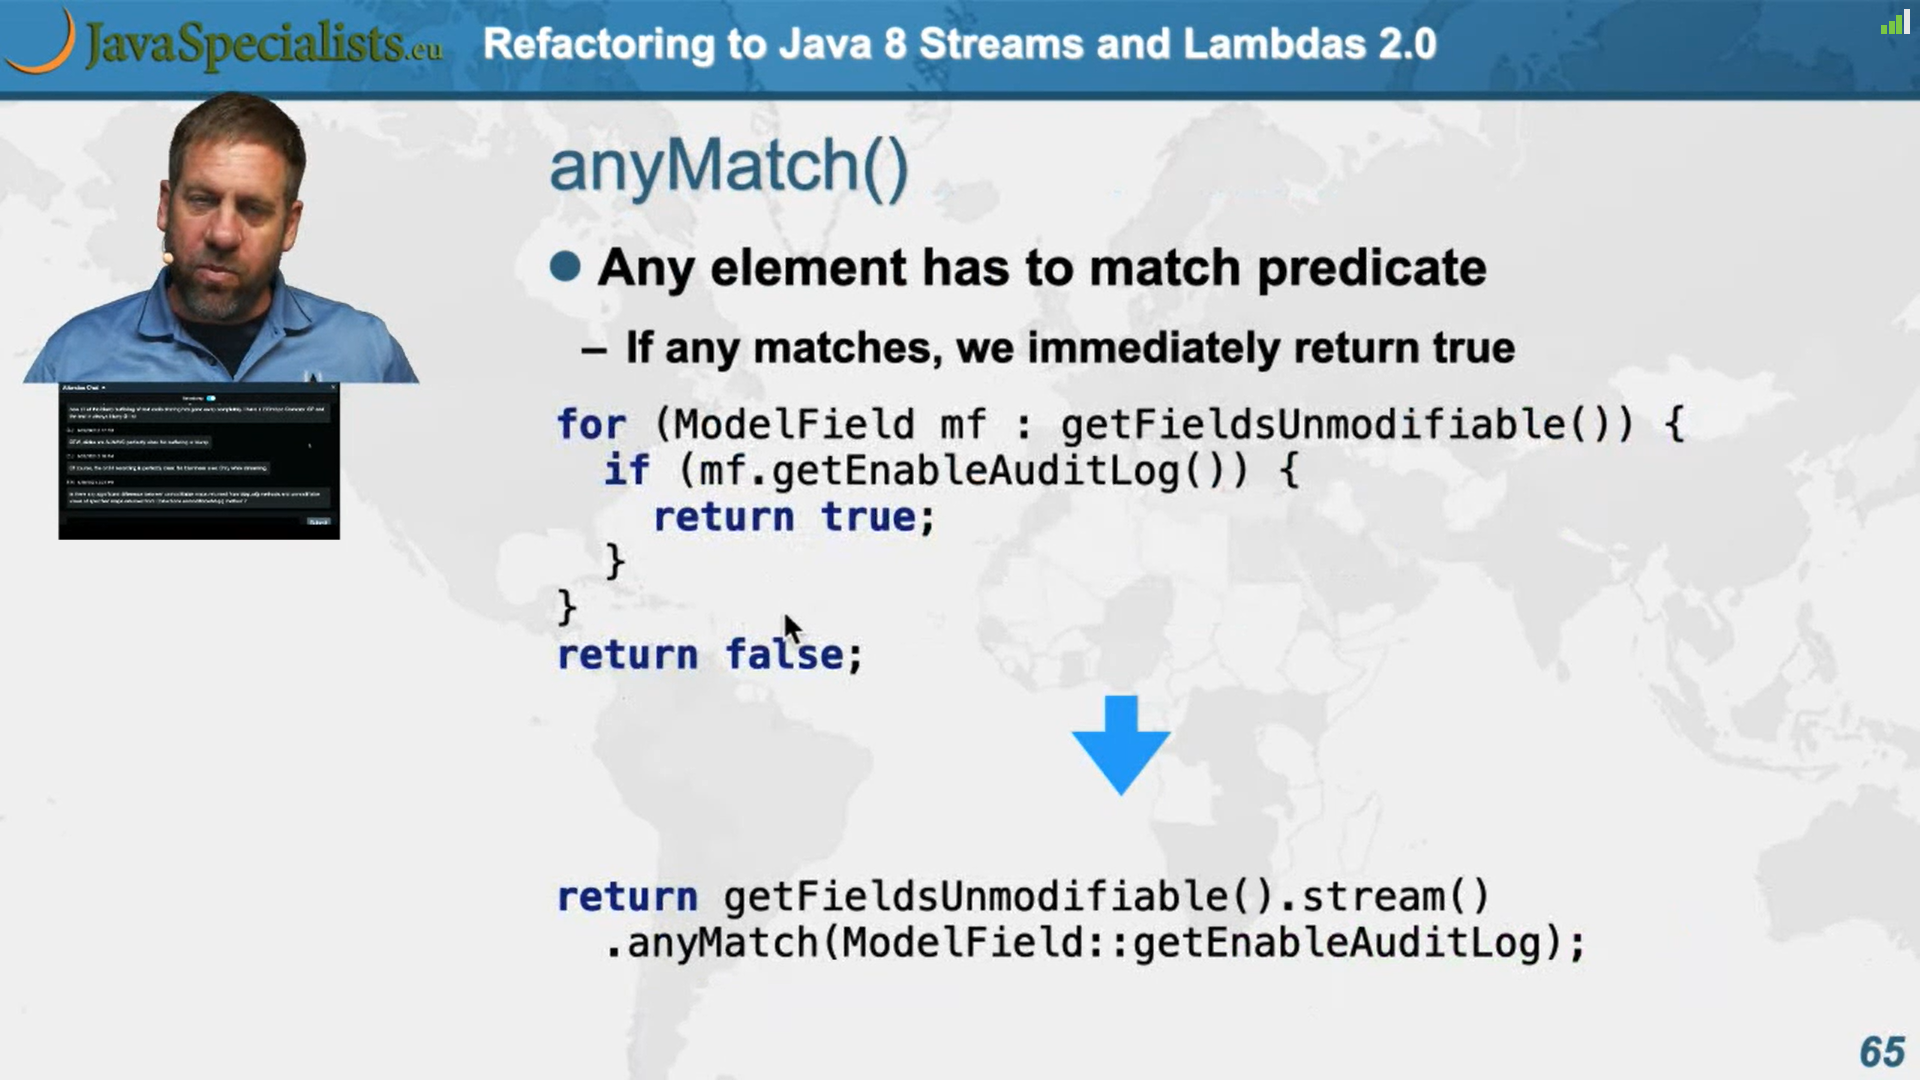 JavaSpecialists.eu
Refactoring to Java 8 Streams and Lambdas 2.0
anyMatch()
Any element has to match predicate
– If any matches, we immediately return true
for (ModelField mf : getFieldsUnmodifiable()) {
if (mf.getEnableAuditLog()) {
return true;
}
}
return false;
return getFieldsUnmodifiable().stream()
.anyMatch(ModelField::getEnableAuditLog);
65